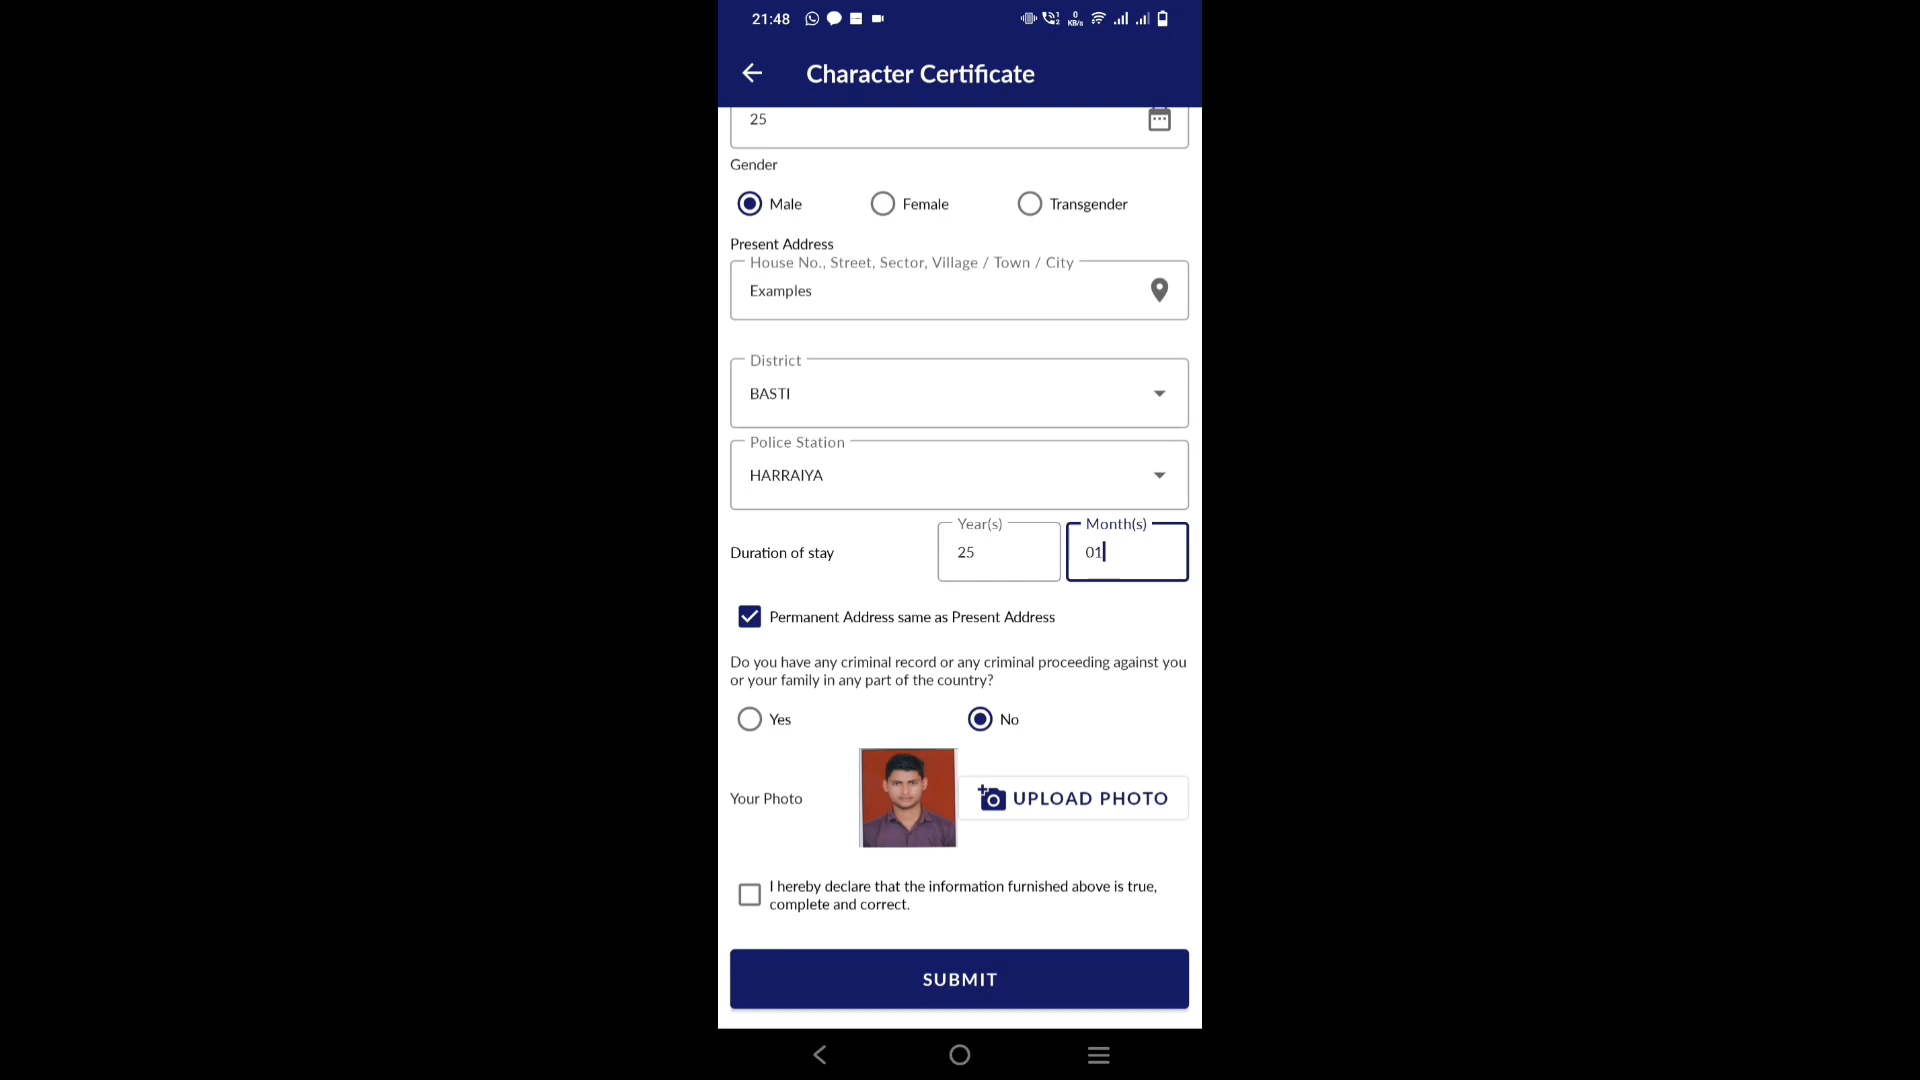 21:48
0
KB/s
Character Certificate
25
Gender
Male
Female
Transgender
Present Address
House No., Street, Sector, Village / Town / City
Examples
District
BASTI
Police Station
HARRAIYA
Duration of stay
Year(s)
25
Month(s)
01
Permanent Address same as Present Address
Do you have any criminal record or any criminal proceeding against you
or your family in any part of the country?
Yes
No
Your Photo
UPLOAD PHOTO
I hereby declare that the information furnished above is true,
complete and correct.
SUBMIT